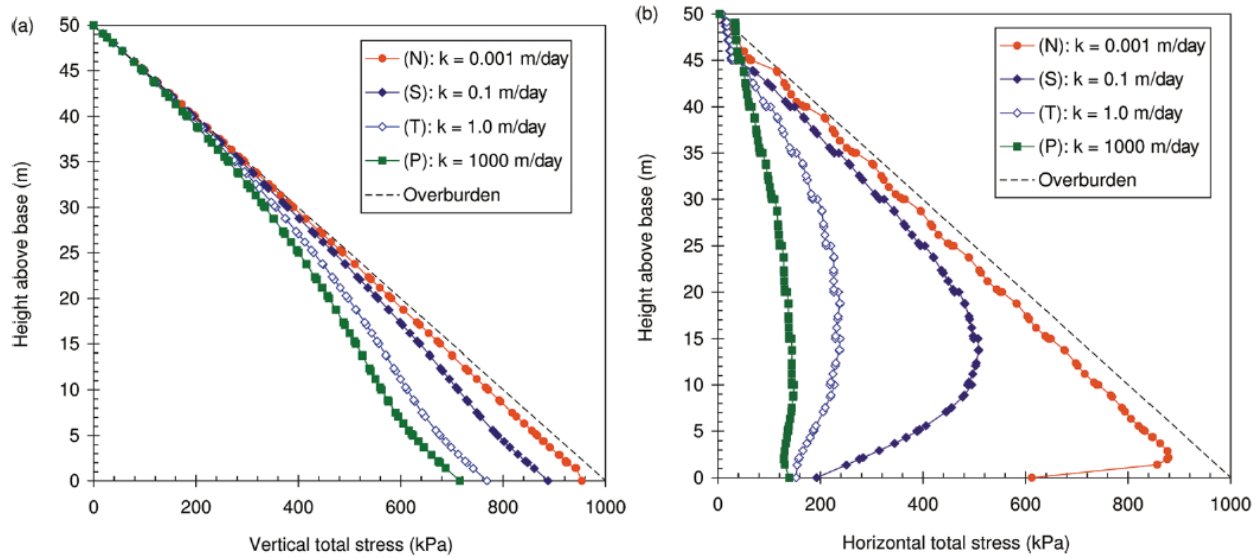 (a)
50
45
40
35
30
25
20
15
10
5
0
Height above base (m)
(N): k = 0.001 m/day
(S): k = 0.1 m/day
(T): k = 1.0 m/day
(P): k = 1000 m/day
Overburden
0 200 400 600 800 1000
Vertical total stress (kPa)
(b)
50
45
40
35
30
25
20
15
10
5
0
Height above base (m)
(N): k = 0.001 m/day
(S): k = 0.1 m/day
(T): k = 1.0 m/day
(P): k = 1000 m/day
Overburden
0 200 400 600 800 1000
Horizontal total stress (kPa)